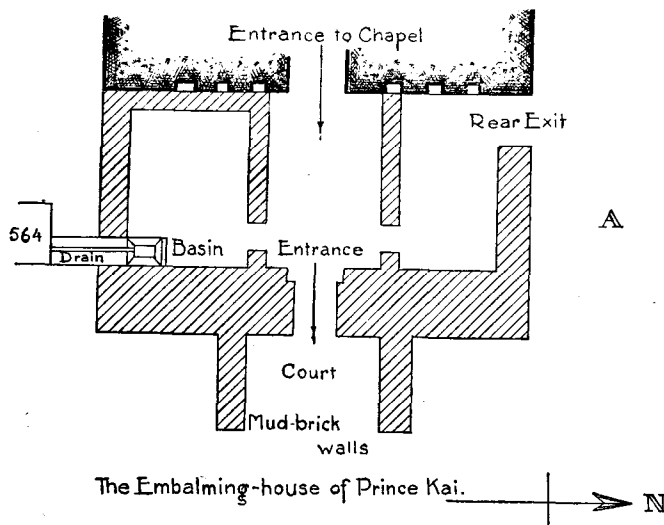 Entrance to Chapel
Rear Exit
A
564
Basin
Entrance
Drain
Court
Mud-brick
walls
The Embalming-house of Prince Kai.
N